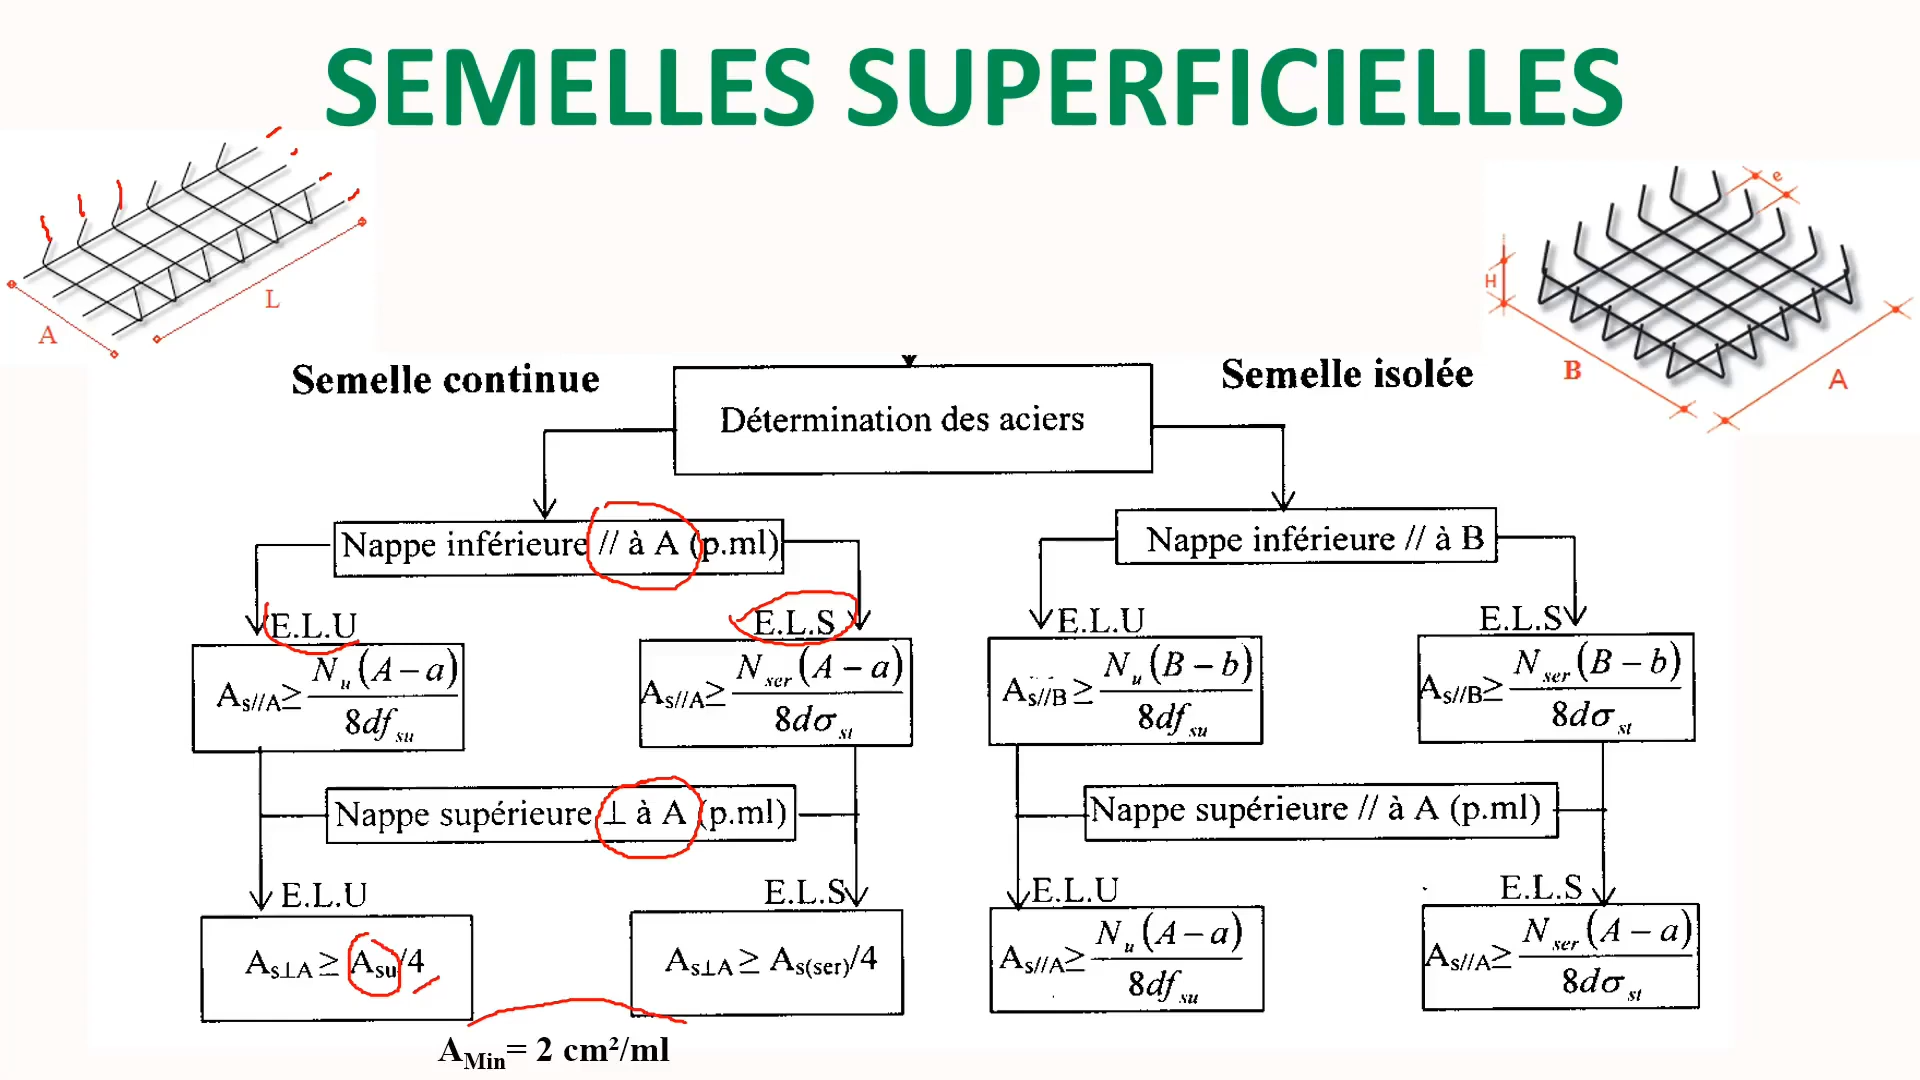 SEMELLES SUPERFICIELLES
A
L
e
H
B
A
Semelle continue
Semelle isolée
Détermination des aciers
Nappe inférieure // à A (p.ml)
Nappe inférieure // à B
E.L.U
E.L.S
E.L.U
E.L.S
As//A ≥ Nu (A – a) / 8dfsu
As//A ≥ Nser (A – a) / 8dσst
As//B ≥ Nu (B – b) / 8dfsu
As//B ≥ Nser (B – b) / 8dσst
Nappe supérieure ⊥ à A (p.ml)
Nappe supérieure // à A (p.ml)
E.L.U
E.L.S
E.L.U
E.L.S
As⊥A ≥ Asu/4
As⊥A ≥ As(ser)/4
As//A ≥ Nu (A – a) / 8dfsu
As//A ≥ Nser (A – a) / 8dσst
AMin= 2 cm²/ml